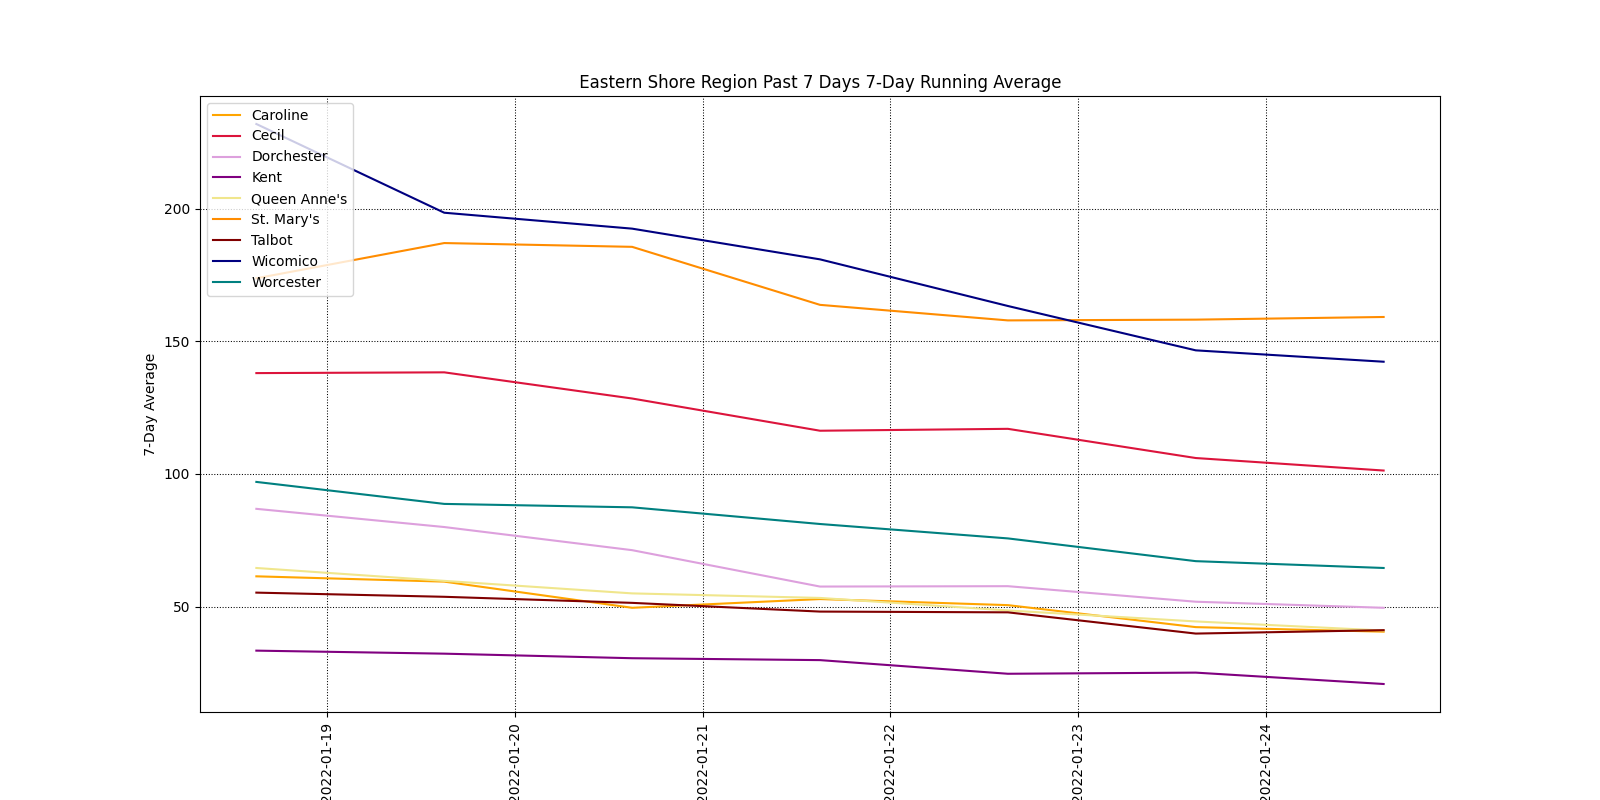 Eastern Shore Region Past 7 Days 7-Day Running Average
Caroline
Cecil
Dorchester
Kent
Queen Anne's
St. Mary's
Talbot
Wicomico
Worcester
7-Day Average
200
150
100
50
2022-01-19
2022-01-20
2022-01-21
2022-01-22
2022-01-23
2022-01-24